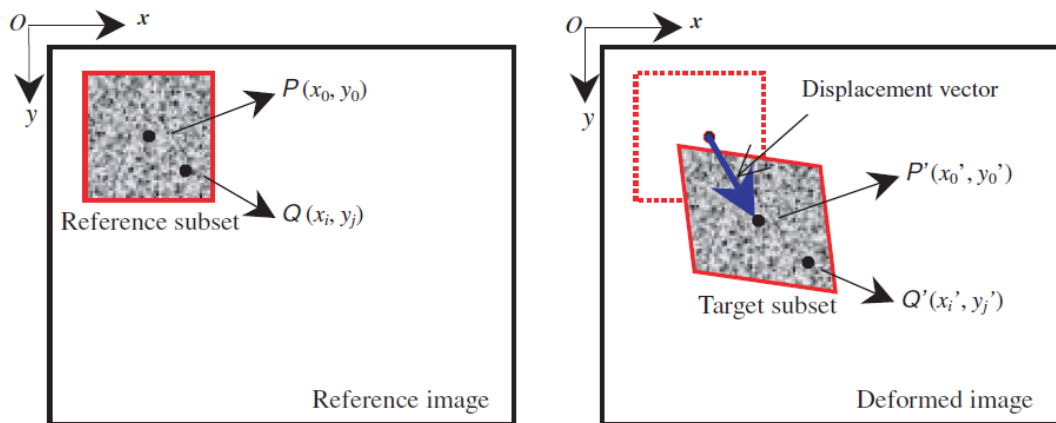 O x
y
P (x₀, y₀)
Q (xᵢ, yⱼ)
Reference subset
Reference image
O x
y
Displacement vector
P’(x₀’, y₀’)
Q’(xᵢ’, yⱼ’)
Target subset
Deformed image